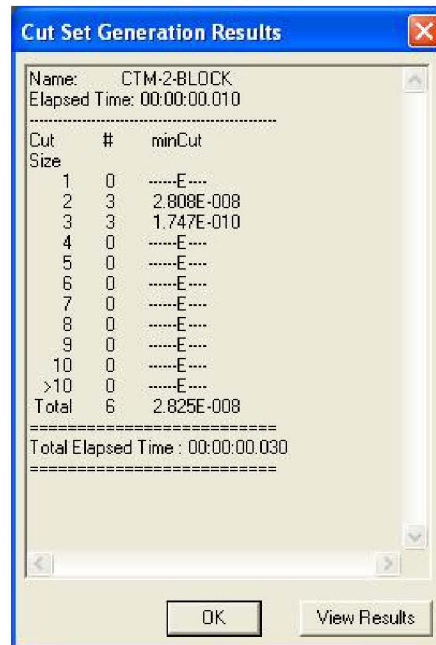 Cut Set Generation Results
Name: CTM-2-BLOCK
Elapsed Time: 00:00:00.010
--------------------------------------------------
Cut # minCut
Size
1 0 ------E----
2 3 2.808E-008
3 3 1.747E-010
4 0 ------E----
5 0 ------E----
6 0 ------E----
7 0 ------E----
8 0 ------E----
9 0 ------E----
10 0 ------E----
>10 0 ------E----
Total 6 2.825E-008
==========================
Total Elapsed Time : 00:00:00.030
==========================
OK View Results